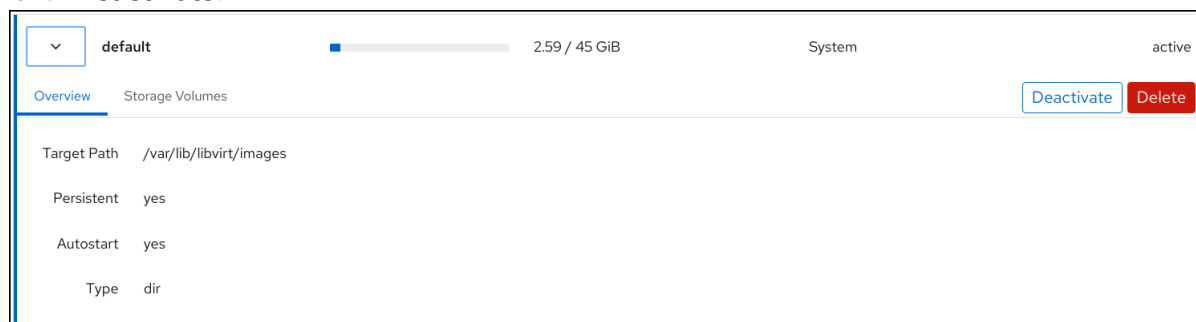 default 2.59 / 45 GiB System active
Overview Storage Volumes Deactivate Delete
Target Path /var/lib/libvirt/images
Persistent yes
Autostart yes
Type dir